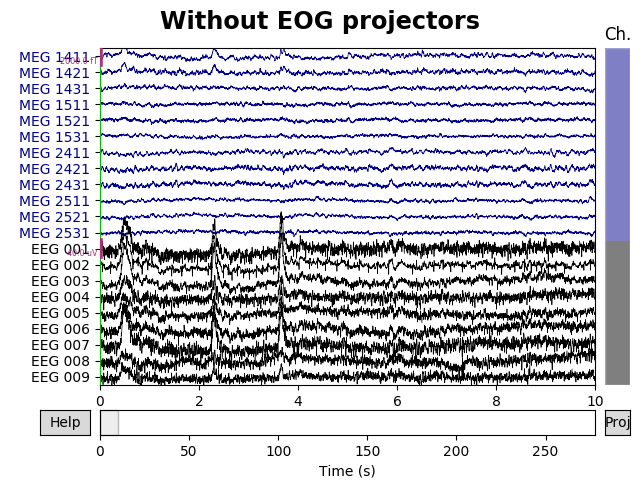 Without EOG projectors
Ch.
MEG 1411
MEG 1421
MEG 1431
MEG 1511
MEG 1521
MEG 1531
MEG 2411
MEG 2421
MEG 2431
MEG 2511
MEG 2521
MEG 2531
EEG 001
EEG 002
EEG 003
EEG 004
EEG 005
EEG 006
EEG 007
EEG 008
EEG 009
0 2 4 6 8 10
Help
Proj
0 50 100 150 200 250
Time (s)